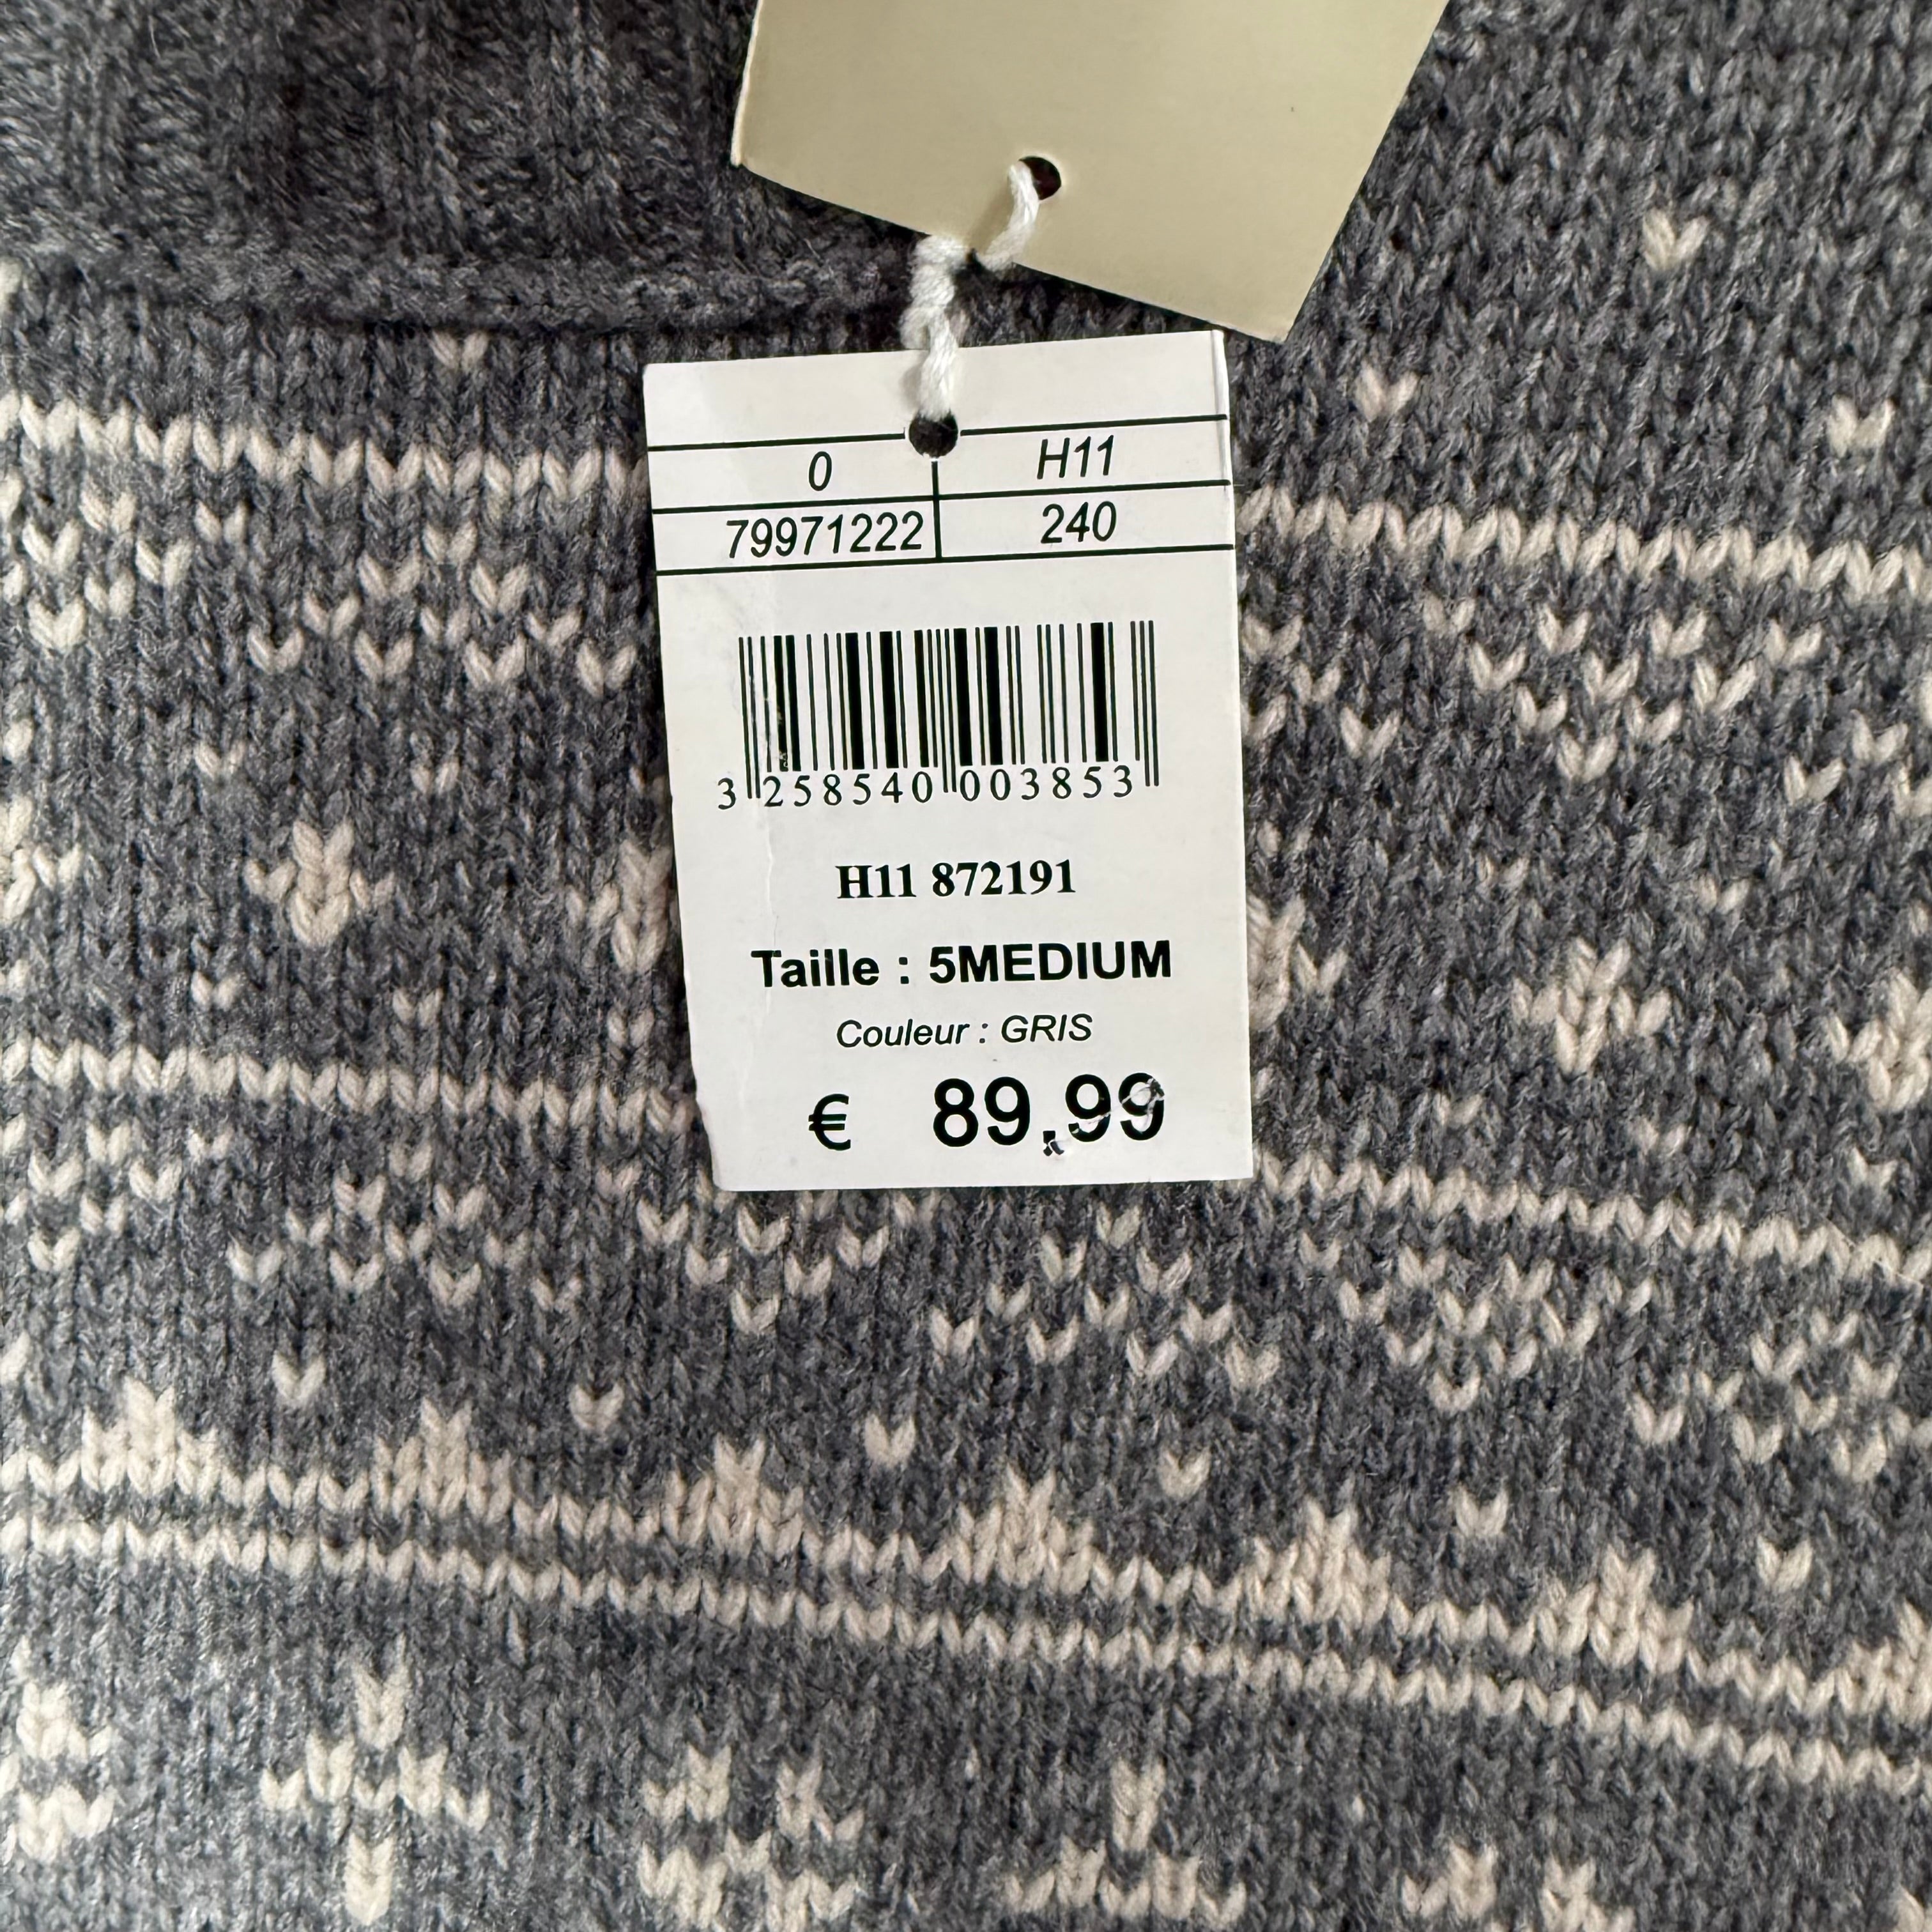 0 H11
79971222 240
3 258540 003853
H11 872191
Taille : 5MEDIUM
Couleur : GRIS
€ 89.99